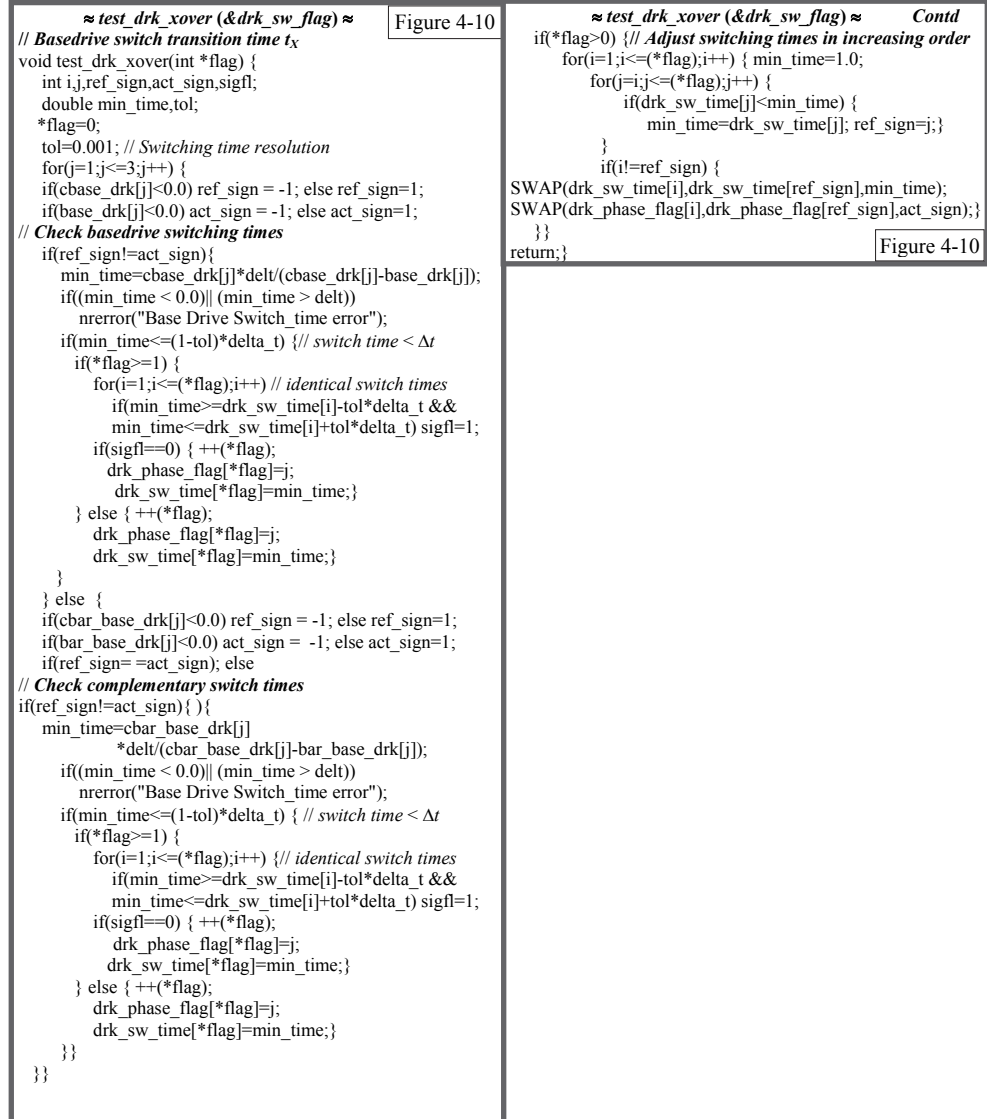 ≈ test_drk_xover (&drk_sw_flag) ≈
Figure 4-10
// Basedrive switch transition time tX
void test_drk_xover(int *flag) {
int i,j,ref_sign,act_sign,sigfl;
double min_time,tol;
*flag=0;
tol=0.001; // Switching time resolution
for(j=1;j<=3;j++) {
if(cbase_drk[j]<0.0) ref_sign = -1; else ref_sign=1;
if(base_drk[j]<0.0) act_sign = -1; else act_sign=1;
// Check basedrive switching times
if(ref_sign!=act_sign){
min_time=cbase_drk[j]*delt/(cbase_drk[j]-base_drk[j]);
if((min_time < 0.0)|| (min_time > delt))
nrerror("Base Drive Switch_time error");
if(min_time<=(1-tol)*delta_t) {// switch time < Δt
if(*flag>=1) {
for(i=1;i<=(*flag);i++) // identical switch times
if(min_time>=drk_sw_time[i]-tol*delta_t &&
min_time<=drk_sw_time[i]+tol*delta_t) sigfl=1;
if(sigfl==0) { ++(*flag);
drk_phase_flag[*flag]=j;
drk_sw_time[*flag]=min_time;}
} else { ++(*flag);
drk_phase_flag[*flag]=j;
drk_sw_time[*flag]=min_time;}
}
} else {
if(cbar_base_drk[j]<0.0) ref_sign = -1; else ref_sign=1;
if(bar_base_drk[j]<0.0) act_sign = -1; else act_sign=1;
if(ref_sign= =act_sign); else
// Check complementary switch times
if(ref_sign!=act_sign){ ){
min_time=cbar_base_drk[j]
*delt/(cbar_base_drk[j]-bar_base_drk[j]);
if((min_time < 0.0)|| (min_time > delt))
nrerror("Base Drive Switch_time error");
if(min_time<=(1-tol)*delta_t) { // switch time < Δt
if(*flag>=1) {
for(i=1;i<=(*flag);i++) {// identical switch times
if(min_time>=drk_sw_time[i]-tol*delta_t &&
min_time<=drk_sw_time[i]+tol*delta_t) sigfl=1;
if(sigfl==0) { ++(*flag);
drk_phase_flag[*flag]=j;
drk_sw_time[*flag]=min_time;}
} else { ++(*flag);
drk_phase_flag[*flag]=j;
drk_sw_time[*flag]=min_time;}
}}
}}
≈ test_drk_xover (&drk_sw_flag) ≈ Contd
if(*flag>0) {// Adjust switching times in increasing order
for(i=1;i<=(*flag);i++) { min_time=1.0;
for(j=i;j<=(*flag);j++) {
if(drk_sw_time[j]<min_time) {
min_time=drk_sw_time[j]; ref_sign=j;}
}
if(i!=ref_sign) {
SWAP(drk_sw_time[i],drk_sw_time[ref_sign],min_time);
SWAP(drk_phase_flag[i],drk_phase_flag[ref_sign],act_sign);}
}}
return;}
Figure 4-10